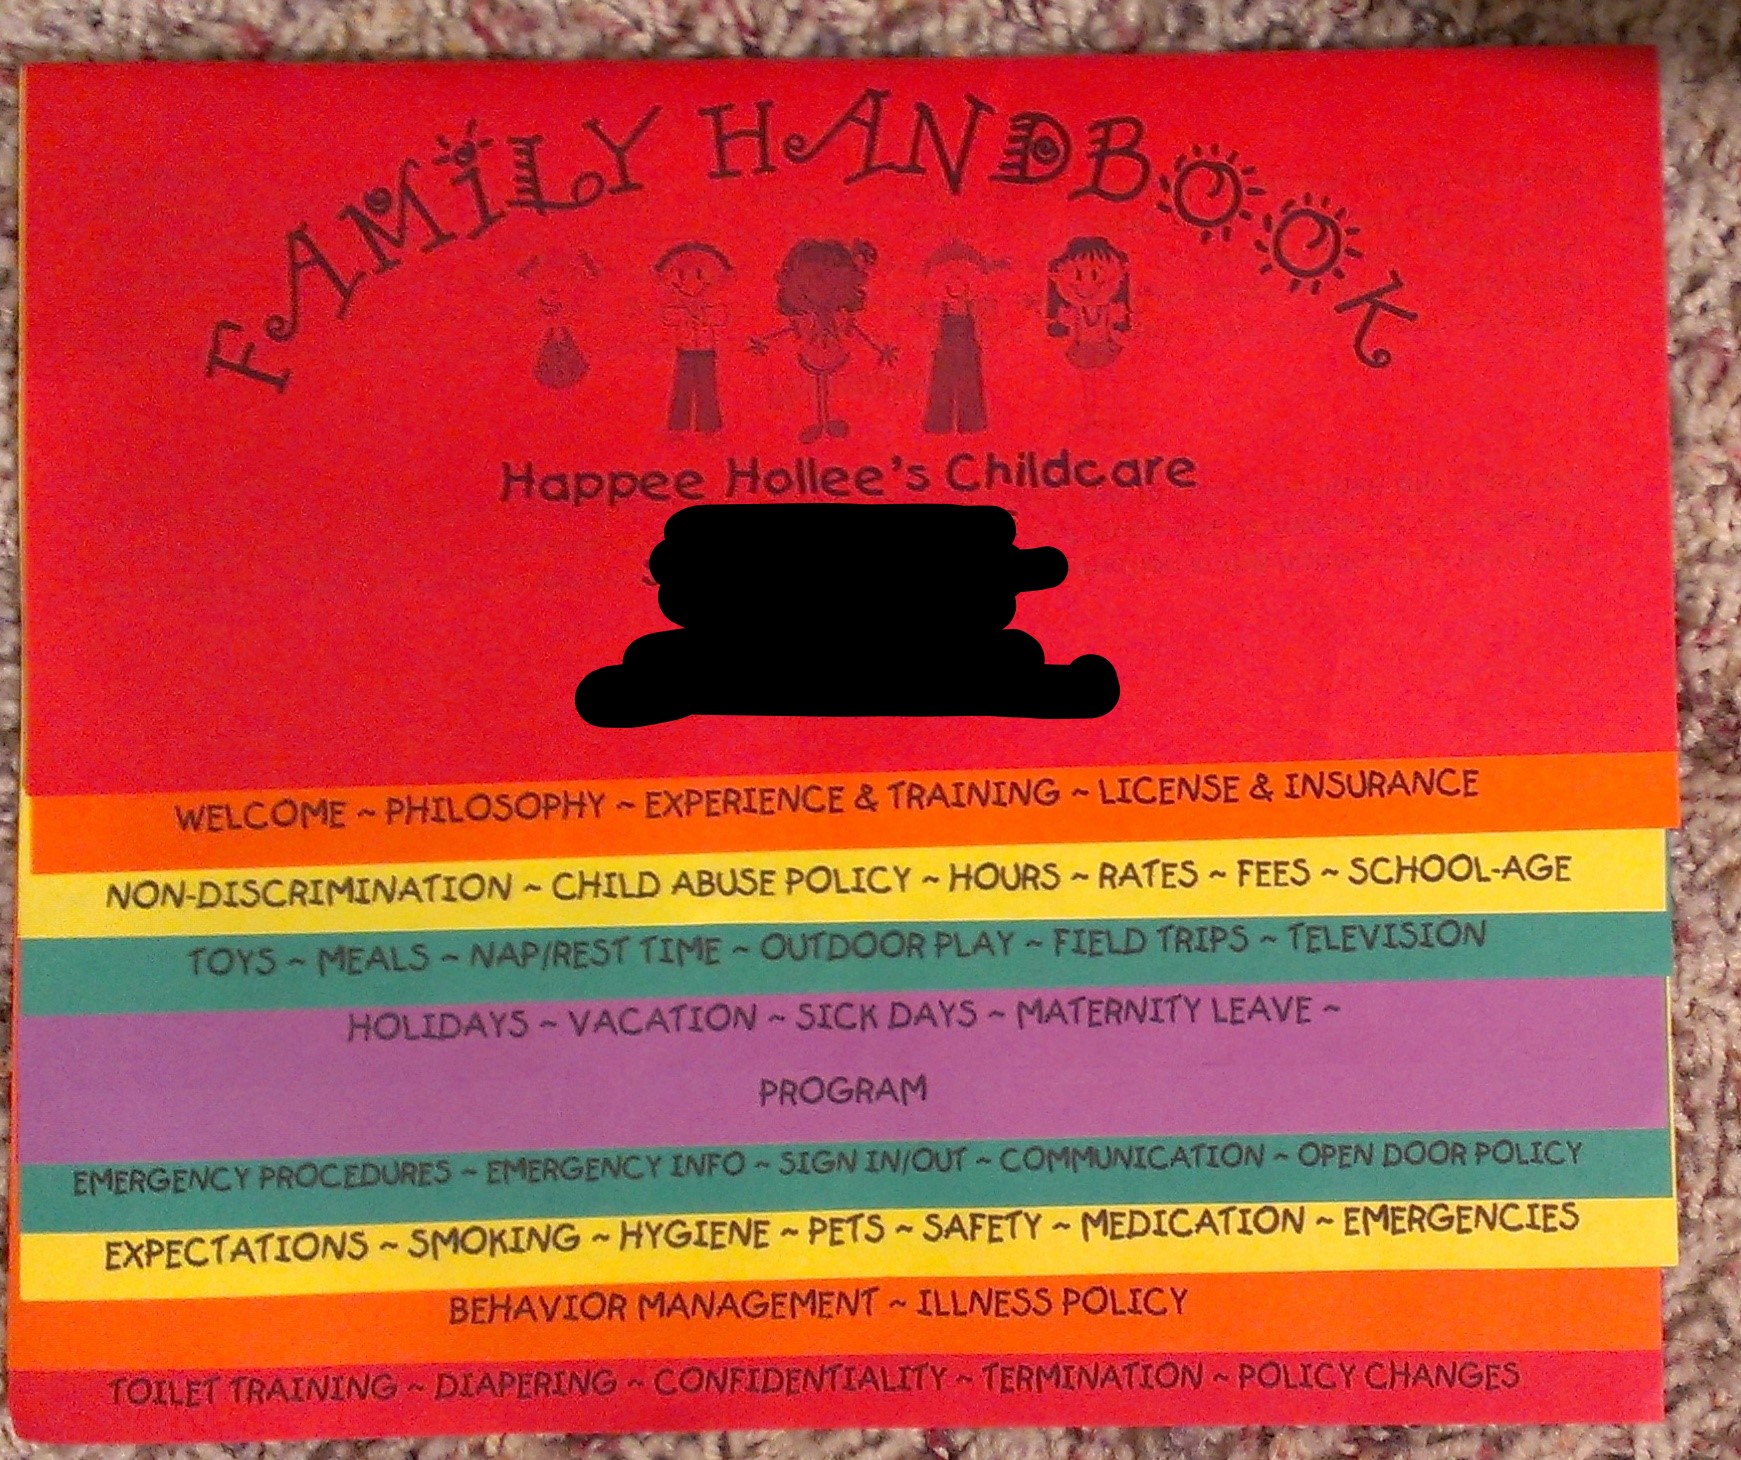 FAMILY HANDBOOK
Happee Hollee's Childcare
WELCOME ~ PHILOSOPHY ~ EXPERIENCE & TRAINING ~ LICENSE & INSURANCE
NON-DISCRIMINATION ~ CHILD ABUSE POLICY ~ HOURS ~ RATES ~ FEES ~ SCHOOL-AGE
TOYS ~ MEALS ~ NAP/REST TIME ~ OUTDOOR PLAY ~ FIELD TRIPS ~ TELEVISION
HOLIDAYS ~ VACATION ~ SICK DAYS ~ MATERNITY LEAVE ~
PROGRAM
EMERGENCY PROCEDURES ~ EMERGENCY INFO ~ SIGN IN/OUT ~ COMMUNICATION ~ OPEN DOOR POLICY
EXPECTATIONS ~ SMOKING ~ HYGIENE ~ PETS ~ SAFETY ~ MEDICATION ~ EMERGENCIES
BEHAVIOR MANAGEMENT ~ ILLNESS POLICY
TOILET TRAINING ~ DIAPERING ~ CONFIDENTIALITY ~ TERMINATION ~ POLICY CHANGES